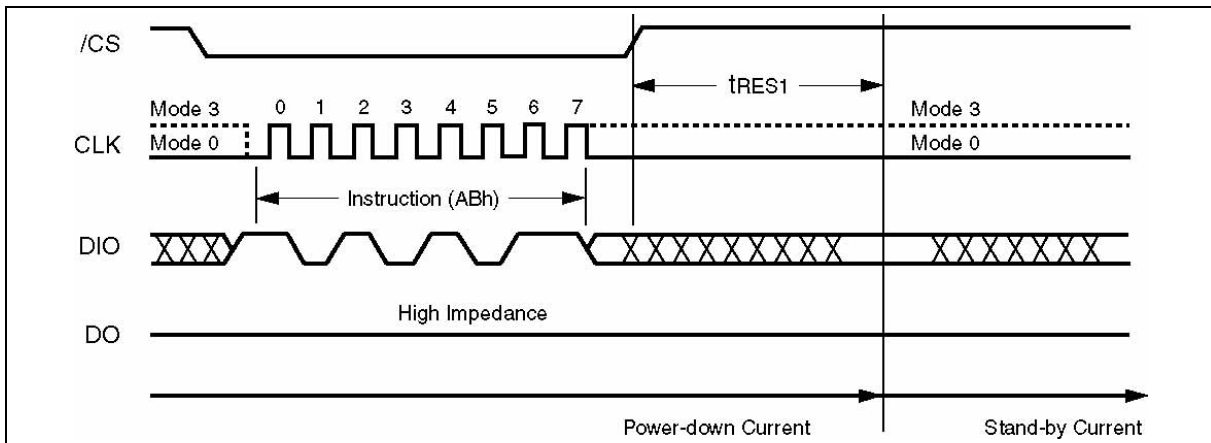 /CS
tRES1
Mode 3 0 1 2 3 4 5 6 7 Mode 3
CLK Mode 0 Mode 0
Instruction (ABh)
DIO
High Impedance
DO
Power-down Current Stand-by Current